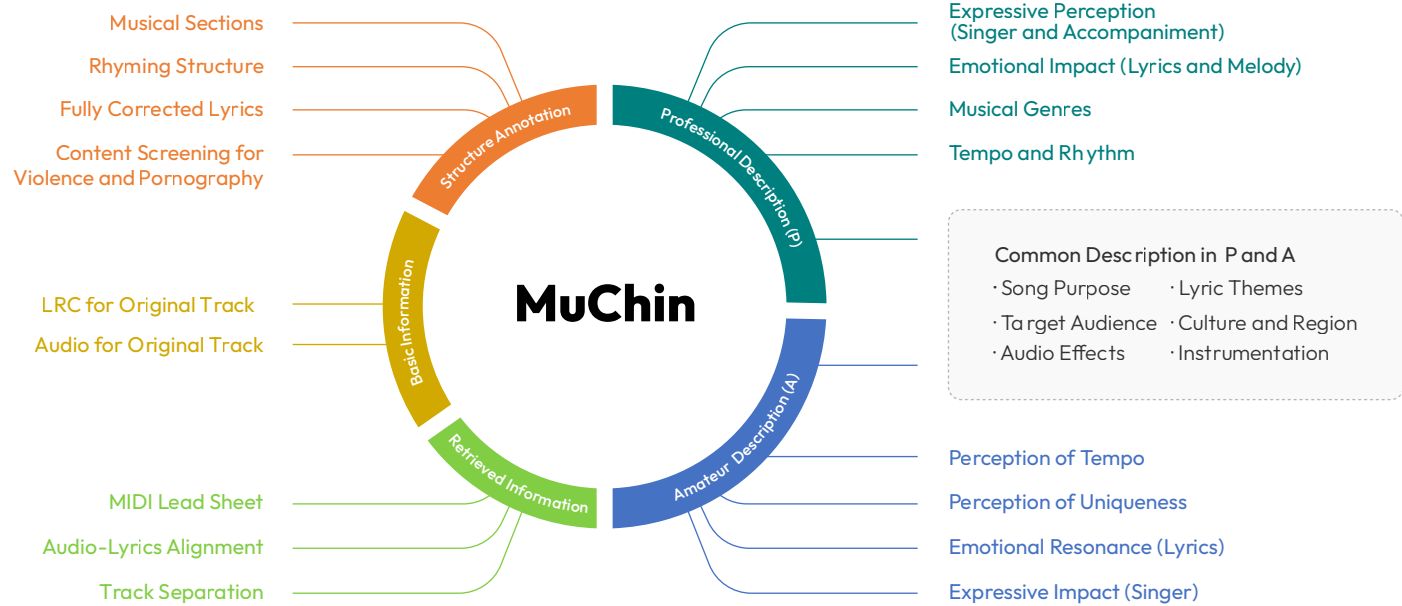 Musical Sections
Rhyming Structure
Fully Corrected Lyrics
Content Screening for
Violence and Pornography
LRC for Original Track
Audio for Original Track
MIDI Lead Sheet
Audio-Lyrics Alignment
Track Separation
Structure Annotation
Basic Information
Retrieved Information
MuChin
Professional Description (P)
Amateur Description (A)
Expressive Perception
(Singer and Accompaniment)
Emotional Impact (Lyrics and Melody)
Musical Genres
Tempo and Rhythm
Common Description in P and A
· Song Purpose · Lyric Themes
· Target Audience · Culture and Region
· Audio Effects · Instrumentation
Perception of Tempo
Perception of Uniqueness
Emotional Resonance (Lyrics)
Expressive Impact (Singer)